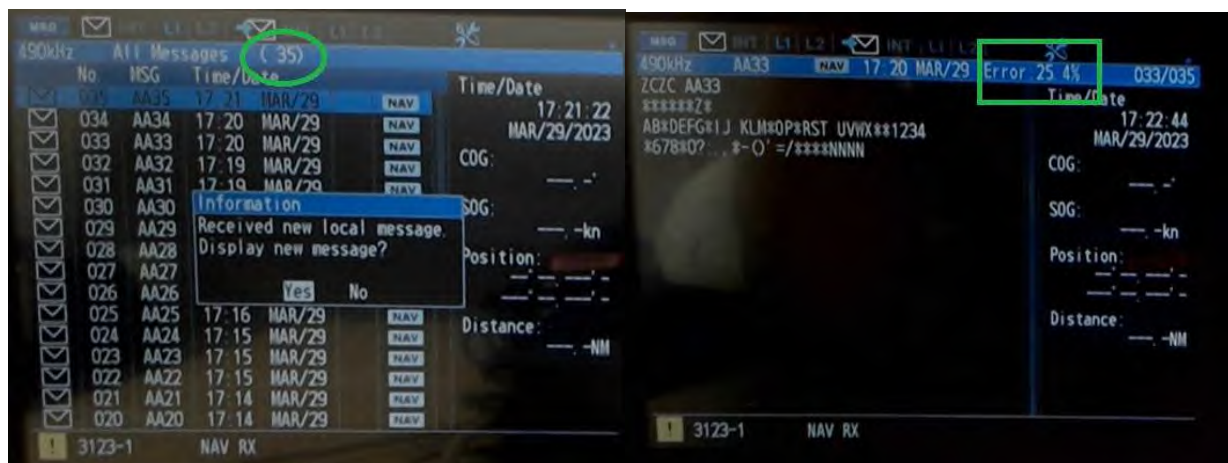 MSG INT L1 L2 INT L1 L2
490kHz All Messages ( 35)
No. MSG Time/Date
035 AA35 17:21 MAR/29 NAV
034 AA34 17:20 MAR/29 NAV
033 AA33 17:20 MAR/29 NAV
032 AA32 17:19 MAR/29 NAV
031 AA31 17:19 MAR/29 NAV
030 AA30
029 AA29
028 AA28
027 AA27
026 AA26
025 AA25 17:16 MAR/29 NAV
024 AA24 17:15 MAR/29 NAV
023 AA23 17:15 MAR/29 NAV
022 AA22 17:15 MAR/29 NAV
021 AA21 17:14 MAR/29 NAV
020 AA20 17:14 MAR/29 NAV
Information
Received new local message.
Display new message?
Yes No
Time/Date
17:21:22
MAR/29/2023
COG:
---.-°
SOG:
---.-kn
Position:
Distance:
---.-NM
! 3123-1 NAV RX
MSG INT L1 L2 INT L1 L2
490kHz AA33 NAV 17:20 MAR/29 Error 25.4% 033/035
ZCZC AA33
******Z*
AB*DEFG*IJ KLM*OP*RST UVWX**1234
*678*0?:.,*-()'=/****NNNN
Time/Date
17:22:44
MAR/29/2023
COG:
---.-°
SOG:
---.-kn
Position:
Distance:
---.-NM
! 3123-1 NAV RX